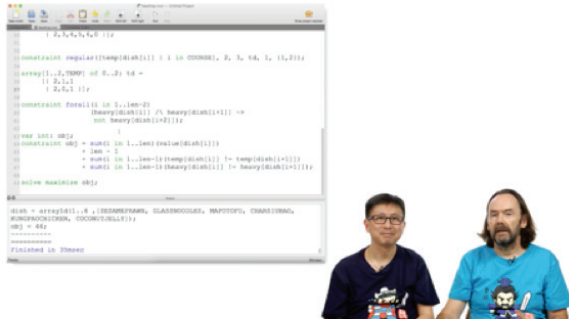 | 2,3,4,5,6,0 |];
constraint regular([temp[dish[i]] | i in COURSE], 2, 3, td, 1, {1,2});
array[1..2,TEMP] of 0..2: td =
[| 2,1,1
| 2,0,1 |];
constraint forall(i in 1..len-2)
(heavy[dish[i]] /\ heavy[dish[i+1]] ->
not heavy[dish[i+2]]);
var int: obj;
constraint obj = sum(i in 1..len)(value[dish[i]])
+ len - 1
+ sum(i in 1..len-1)(temp[dish[i]] != temp[dish[i+1]])
+ sum(i in 1..len-1)(heavy[dish[i]] != heavy[dish[i+1]]);
solve maximize obj;
dish = array1d(1..6 ,[SESAMEPRAWN, GLASSNOODLES, MAPOTOFU, CHARSIUBAO,
KUNGPAOCHICKEN, COCONUTJELLY]);
obj = 46;
----------
==========
Finished in 35msec